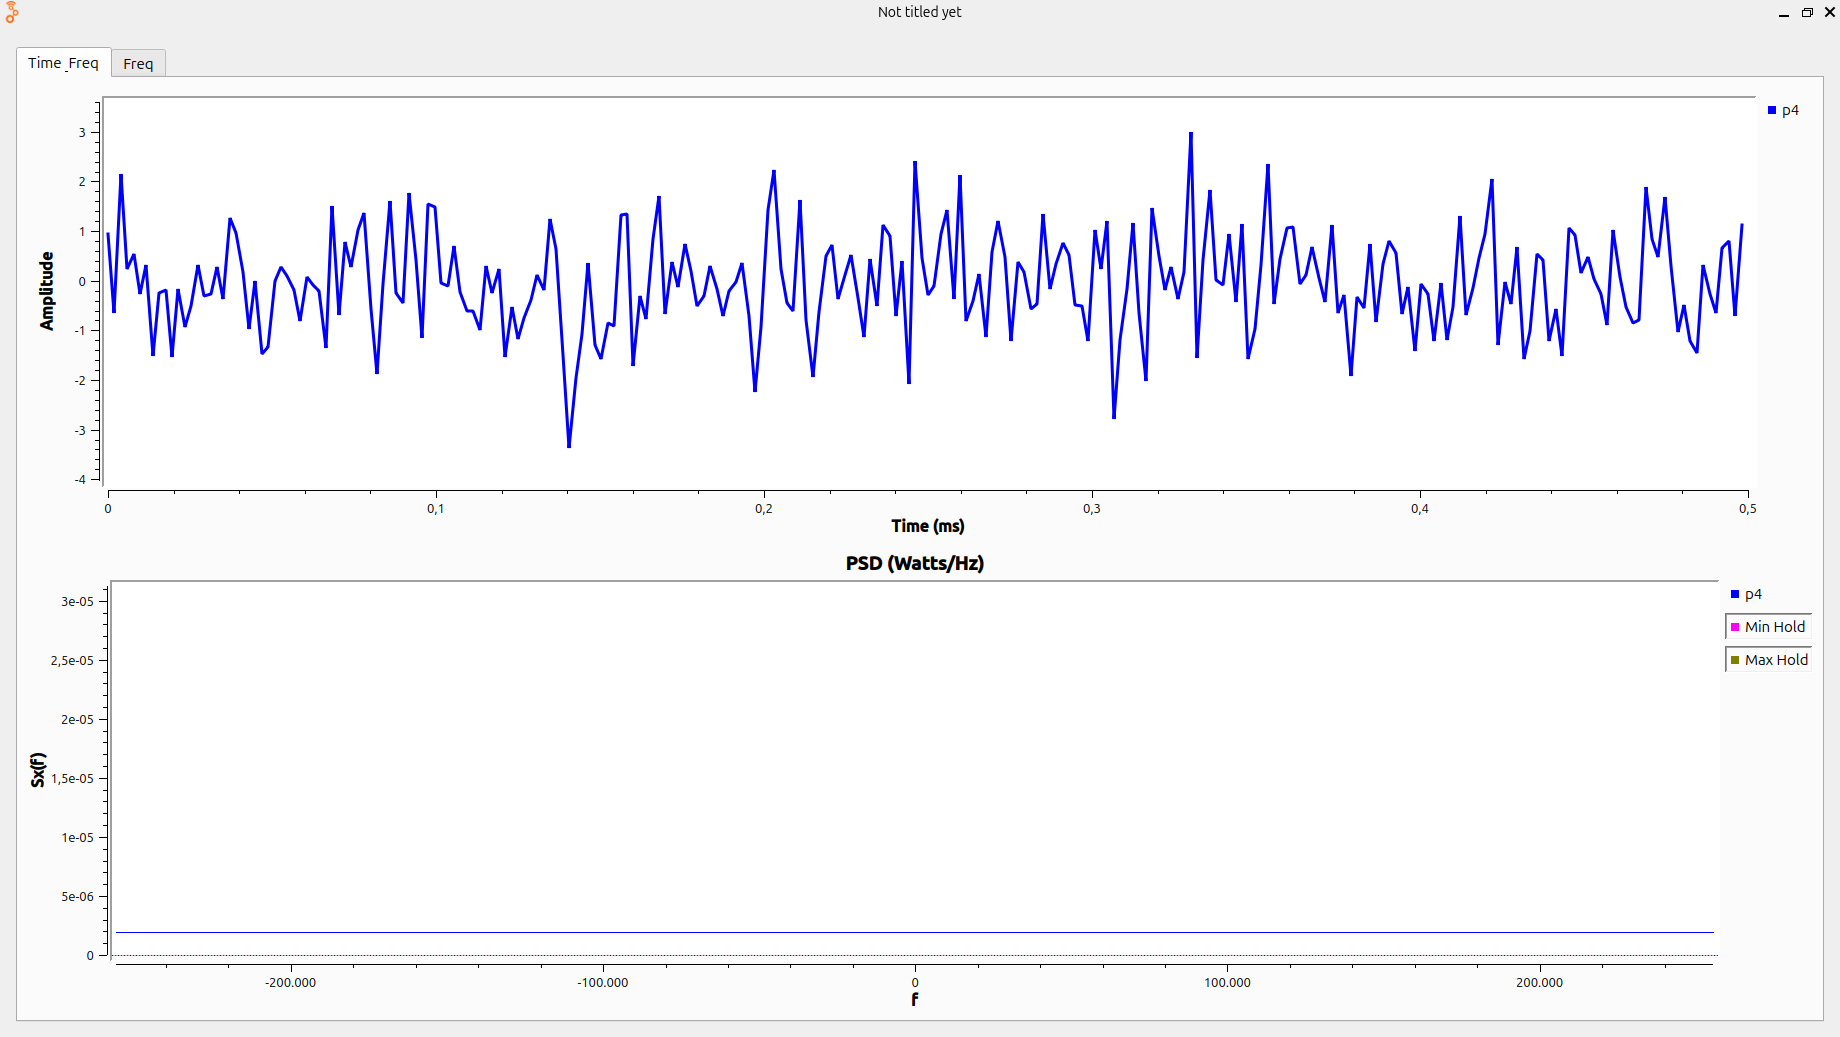 Not titled yet
Time_Freq
Freq
p4
3
2
1
0
-1
-2
-3
-4
Amplitude
0
0,1
0,2
0,3
0,4
0,5
Time (ms)
PSD (Watts/Hz)
p4
Min Hold
Max Hold
3e-05
2,5e-05
2e-05
1,5e-05
1e-05
5e-06
0
Sx(f)
-200.000
-100.000
0
100.000
200.000
f